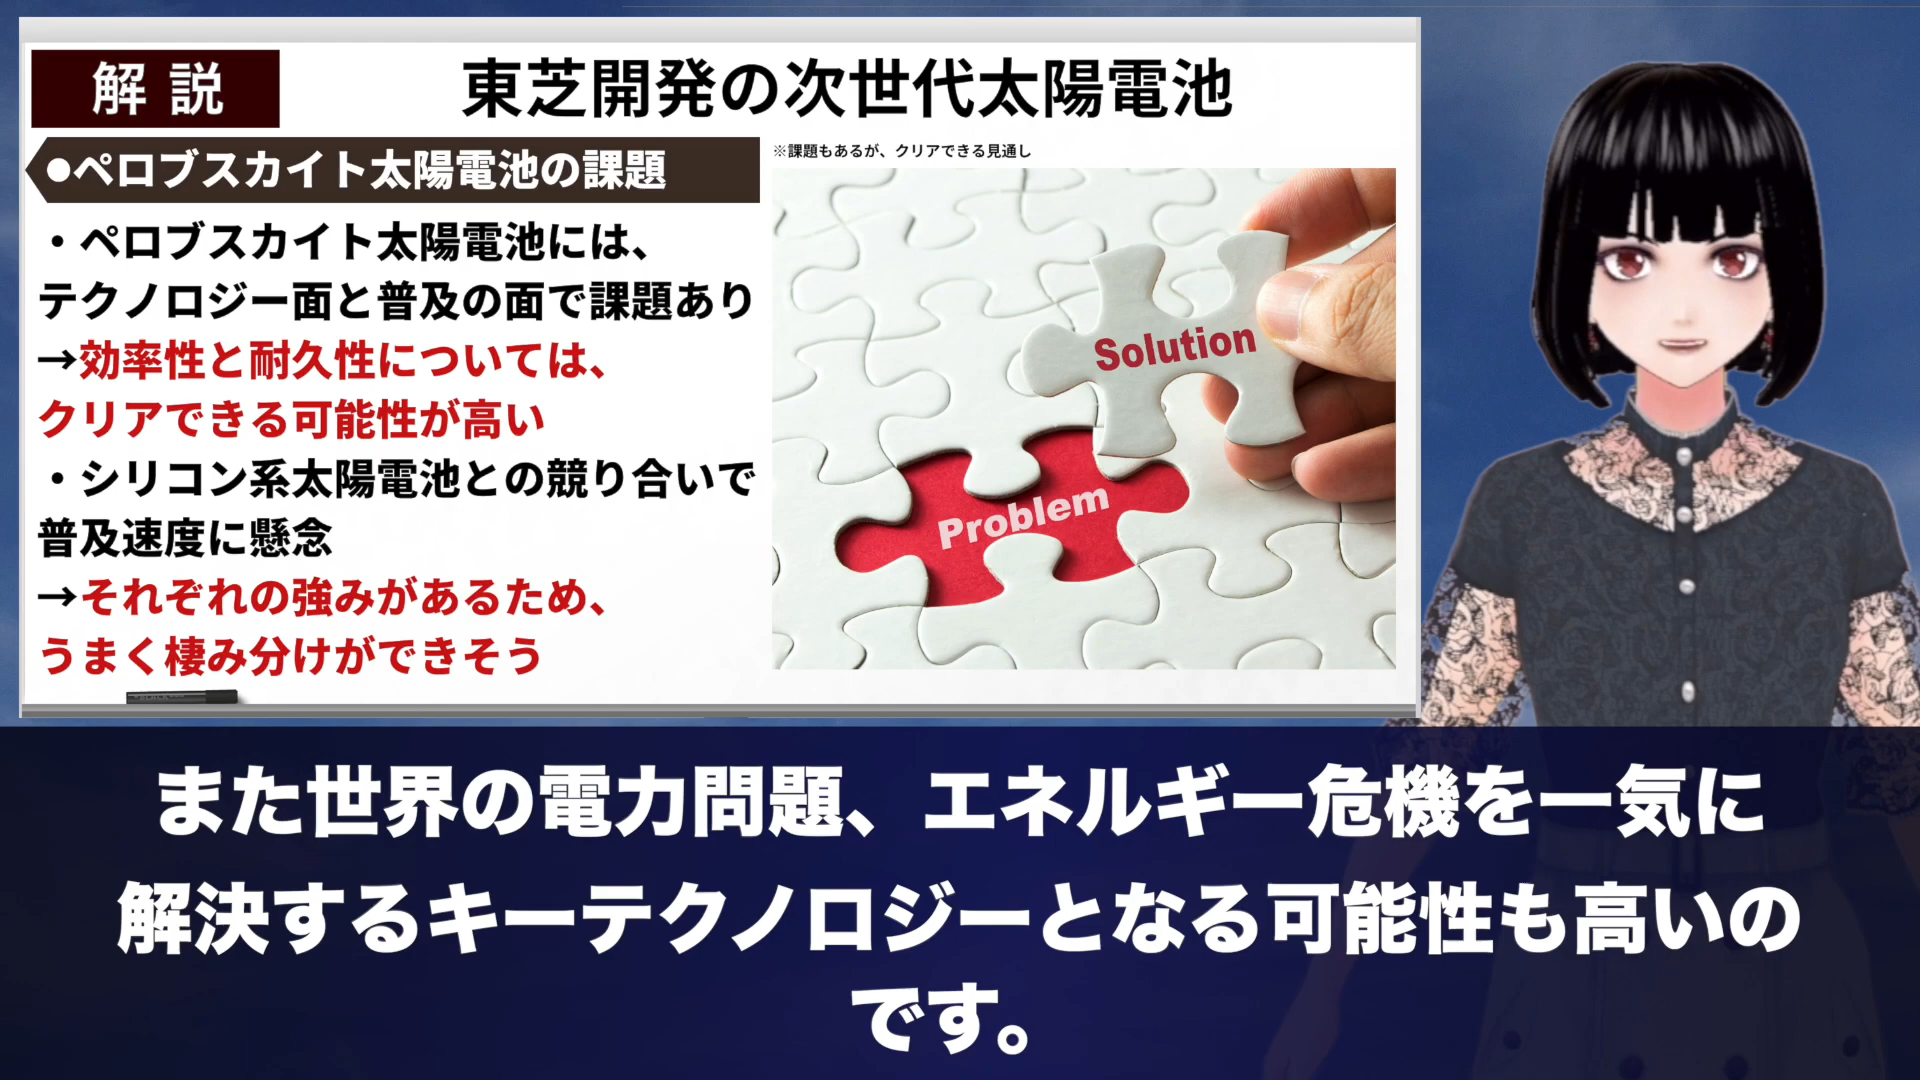 解説
東芝開発の次世代太陽電池
●ペロブスカイト太陽電池の課題
※課題もあるが、クリアできる見通し
・ペロブスカイト太陽電池には、
テクノロジー面と普及の面で課題あり
→効率性と耐久性については、
クリアできる可能性が高い
・シリコン系太陽電池との競り合いで
普及速度に懸念
→それぞれの強みがあるため、
うまく棲み分けができそう
Solution
Problem
また世界の電力問題、エネルギー危機を一気に
解決するキーテクノロジーとなる可能性も高いの
です。